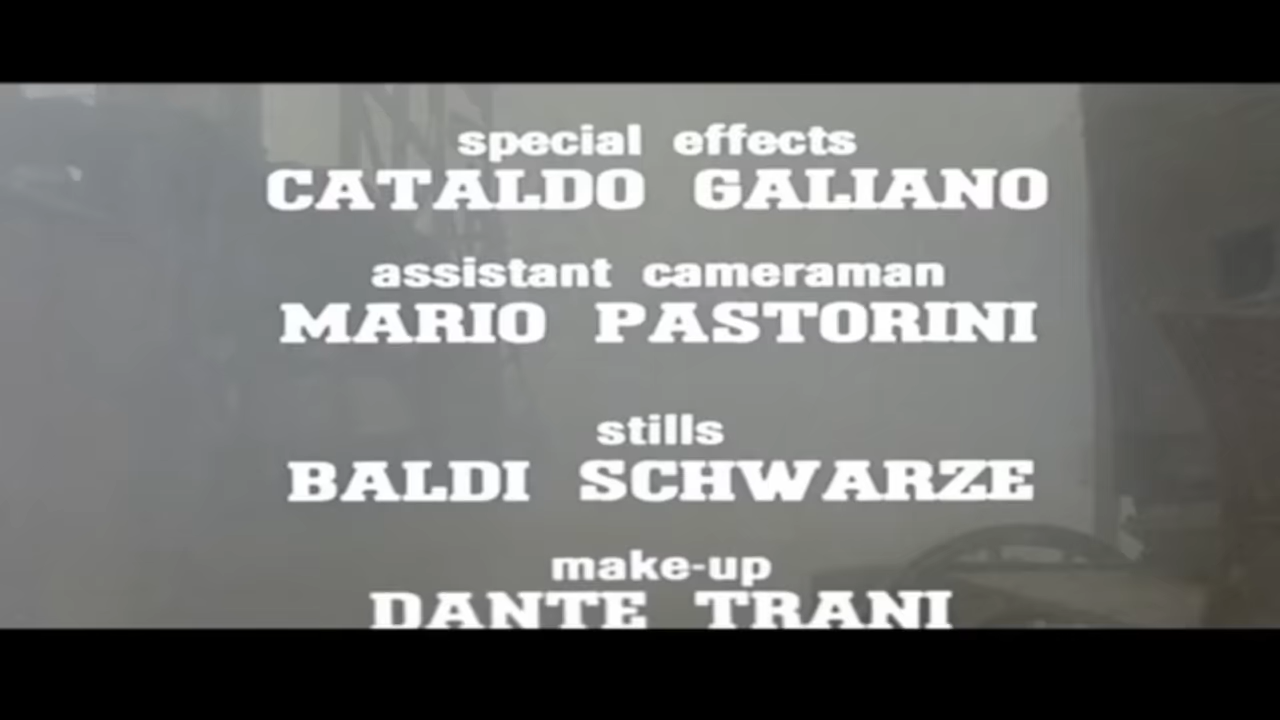 special effects
CATALDO GALIANO
assistant cameraman
MARIO PASTORINI
stills
BALDI SCHWARZE
make-up
DANTE TRANI